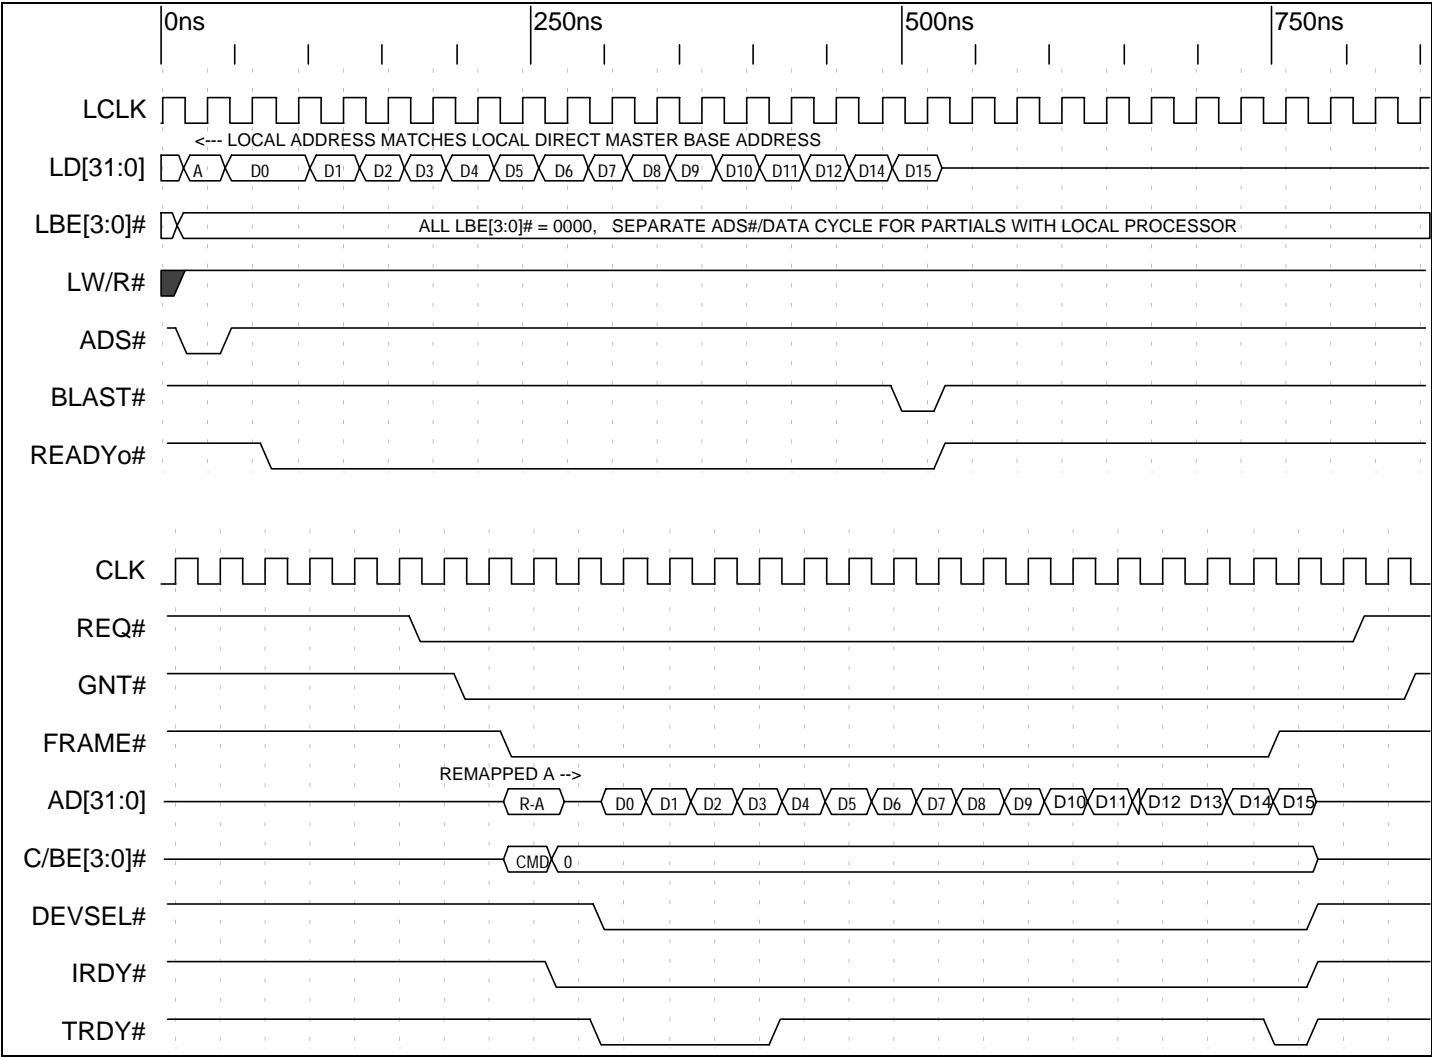 0ns 250ns 500ns 750ns
LCLK
<--- LOCAL ADDRESS MATCHES LOCAL DIRECT MASTER BASE ADDRESS
LD[31:0] A D0 D1 D2 D3 D4 D5 D6 D7 D8 D9 D10 D11 D12 D14 D15
LBE[3:0]# ALL LBE[3:0]# = 0000, SEPARATE ADS#/DATA CYCLE FOR PARTIALS WITH LOCAL PROCESSOR
LW/R#
ADS#
BLAST#
READYo#
CLK
REQ#
GNT#
FRAME#
REMAPPED A -->
AD[31:0] R-A D0 D1 D2 D3 D4 D5 D6 D7 D8 D9 D10 D11 D12 D13 D14 D15
C/BE[3:0]# CMD 0
DEVSEL#
IRDY#
TRDY#